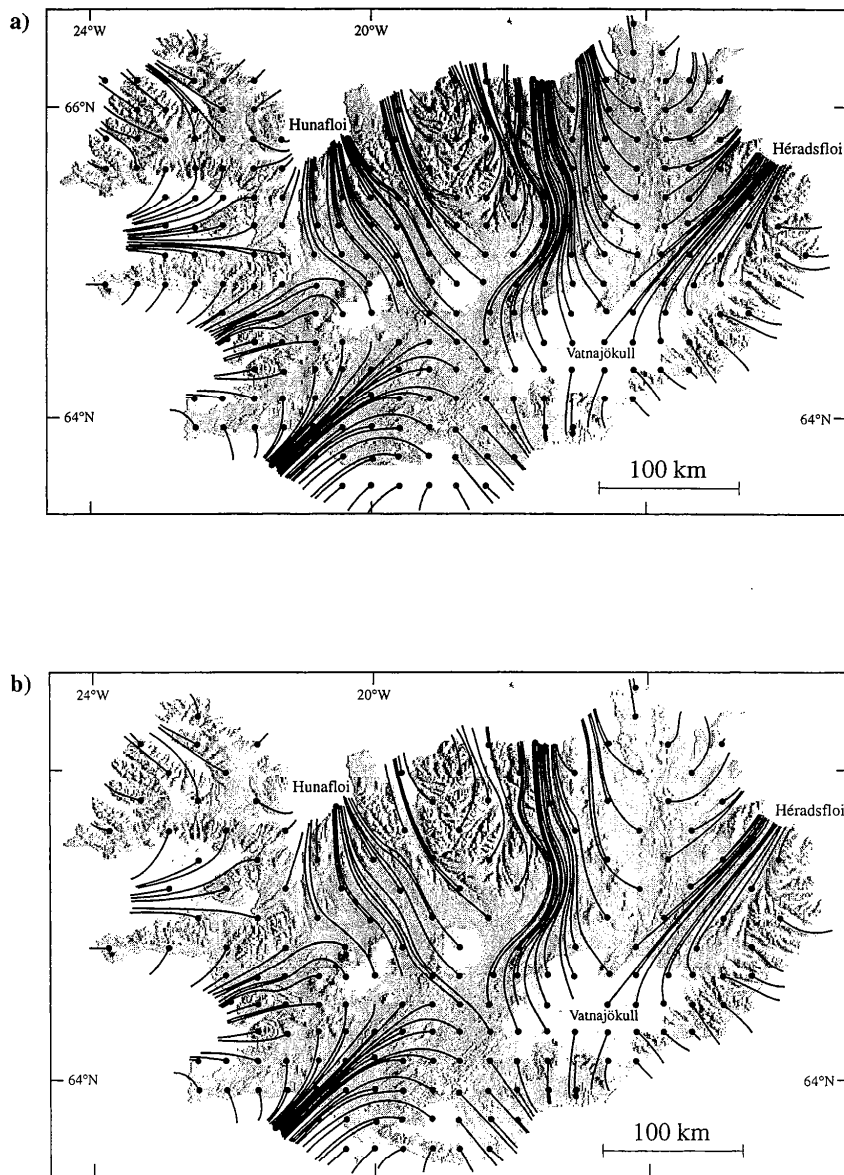 a)
24°W
20°W
66°N
Hunafloi
Héradsfloi
Vatnajökull
64°N
64°N
100 km
b)
24°W
20°W
Hunafloi
Héradsfloi
Vatnajökull
64°N
64°N
100 km